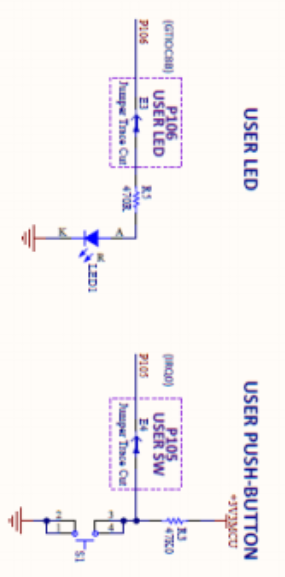 USER LED
(GTIOC8B)
P106
P106
USER LED
E3
Jumper Trace Cut
R5
470R
A
K
R
LED1
USER PUSH-BUTTON
(IRQ0)
P105
P105
USER SW
E4
Jumper Trace Cut
+3V3MCU
R3
47K0
3
4
2
1
S1